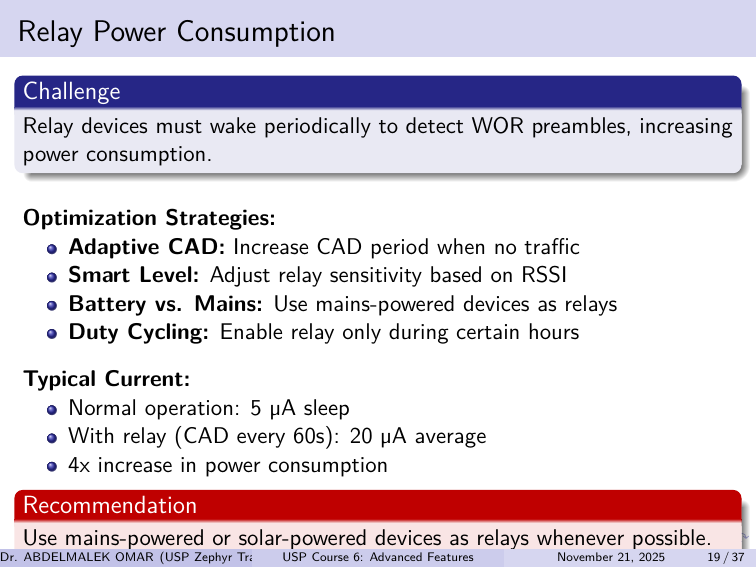 Relay Power Consumption
Challenge
Relay devices must wake periodically to detect WOR preambles, increasing
power consumption.
Optimization Strategies:
Adaptive CAD: Increase CAD period when no traffic
Smart Level: Adjust relay sensitivity based on RSSI
Battery vs. Mains: Use mains-powered devices as relays
Duty Cycling: Enable relay only during certain hours
Typical Current:
Normal operation: 5 µA sleep
With relay (CAD every 60s): 20 µA average
4x increase in power consumption
Recommendation
Use mains-powered or solar-powered devices as relays whenever possible.
Dr. ABDELMALEK OMAR (USP Zephyr Tra USP Course 6: Advanced Features November 21, 2025 19 / 37